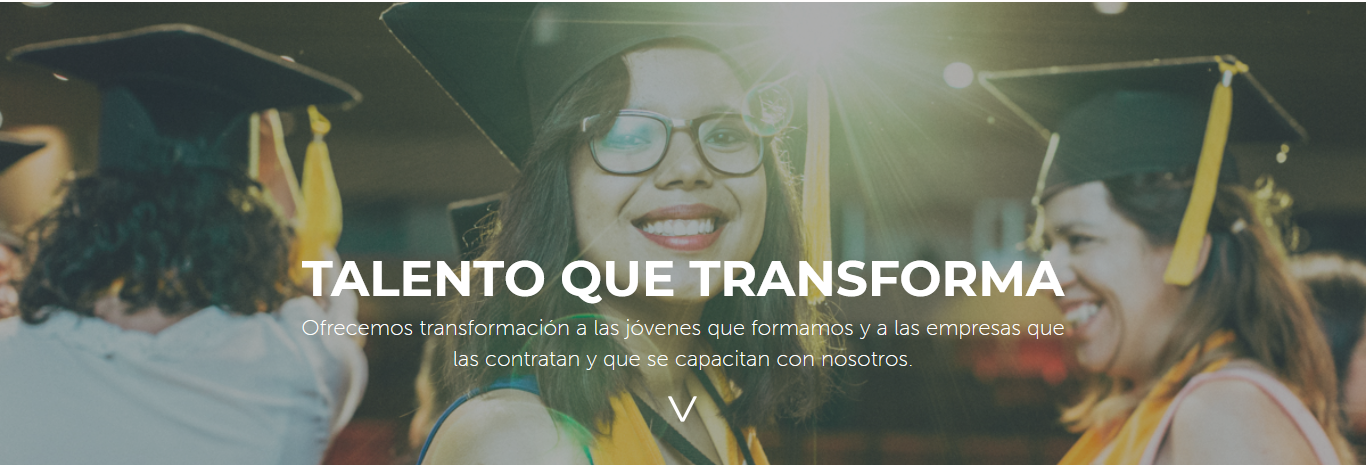 TALENTO QUE TRANSFORMA
Ofrecemos transformación a las jóvenes que formamos y a las empresas que
las contratan y que se capacitan con nosotros.